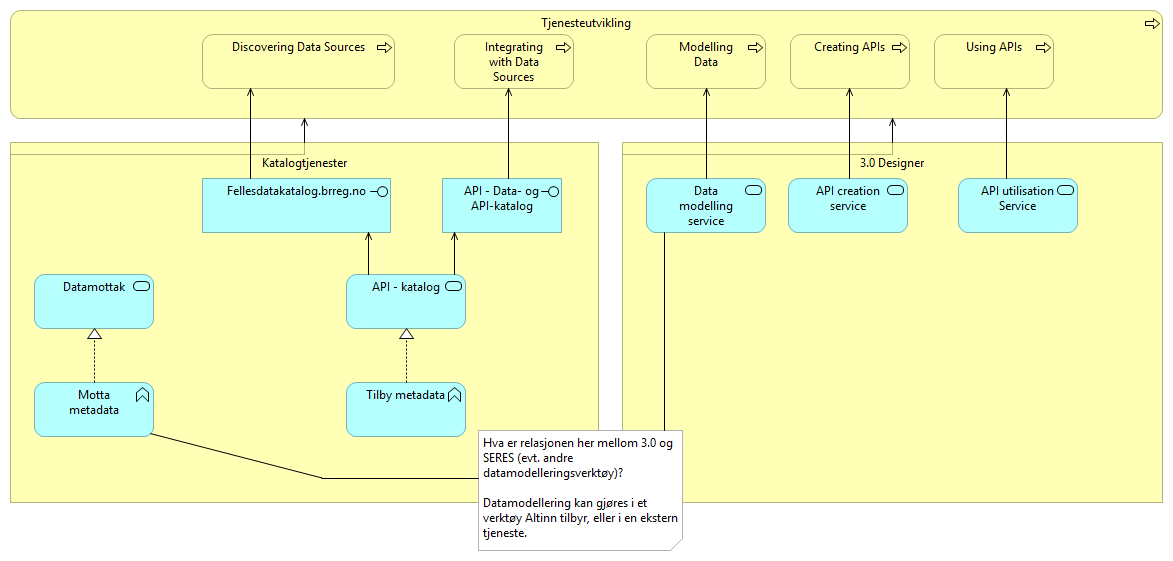 Tjenesteutvikling
Discovering Data Sources
Integrating
with Data
Sources
Modelling
Data
Creating APIs
Using APIs
Katalogtjenester
3.0 Designer
Fellesdatakatalog.brreg.no
API - Data- og
API-katalog
Data
modelling
service
API creation
service
API utilisation
Service
Datamottak
API - katalog
Motta
metadata
Tilby metadata
Hva er relasjonen her mellom 3.0 og
SERES (evt. andre
datamodelleringsverktøy)?
Datamodellering kan gjøres i et
verktøy Altinn tilbyr, eller i en ekstern
tjeneste.